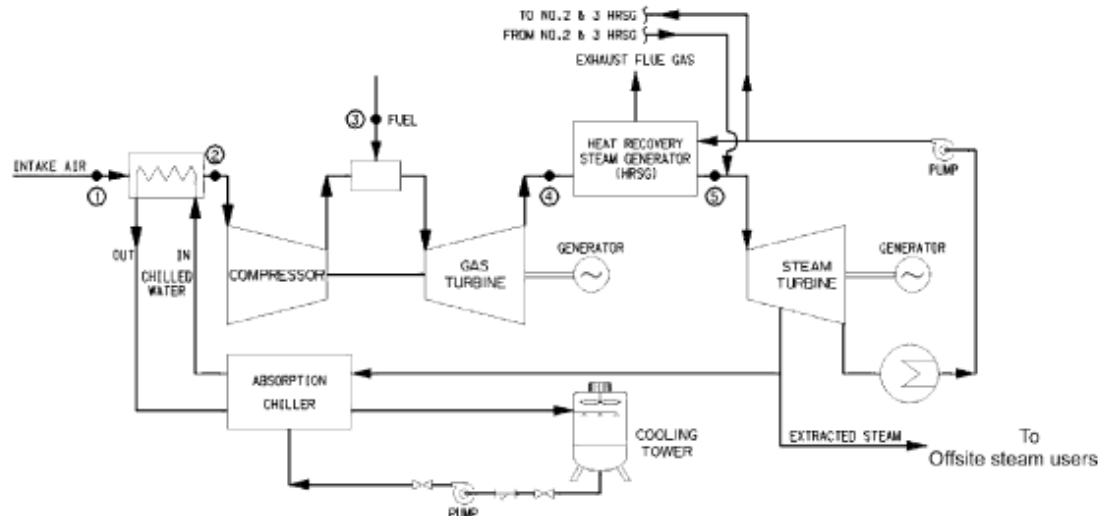 TO NO.2 & 3 HRSG
FROM NO.2 & 3 HRSG
EXHAUST FLUE GAS
③ FUEL
INTAKE AIR
①
②
HEAT RECOVERY
STEAM GENERATOR
(HRSG)
④
⑤
PUMP
OUT
IN
CHILLED
WATER
COMPRESSOR
GAS
TURBINE
GENERATOR
STEAM
TURBINE
GENERATOR
ABSORPTION
CHILLER
COOLING
TOWER
PUMP
EXTRACTED STEAM
To
Offsite steam users